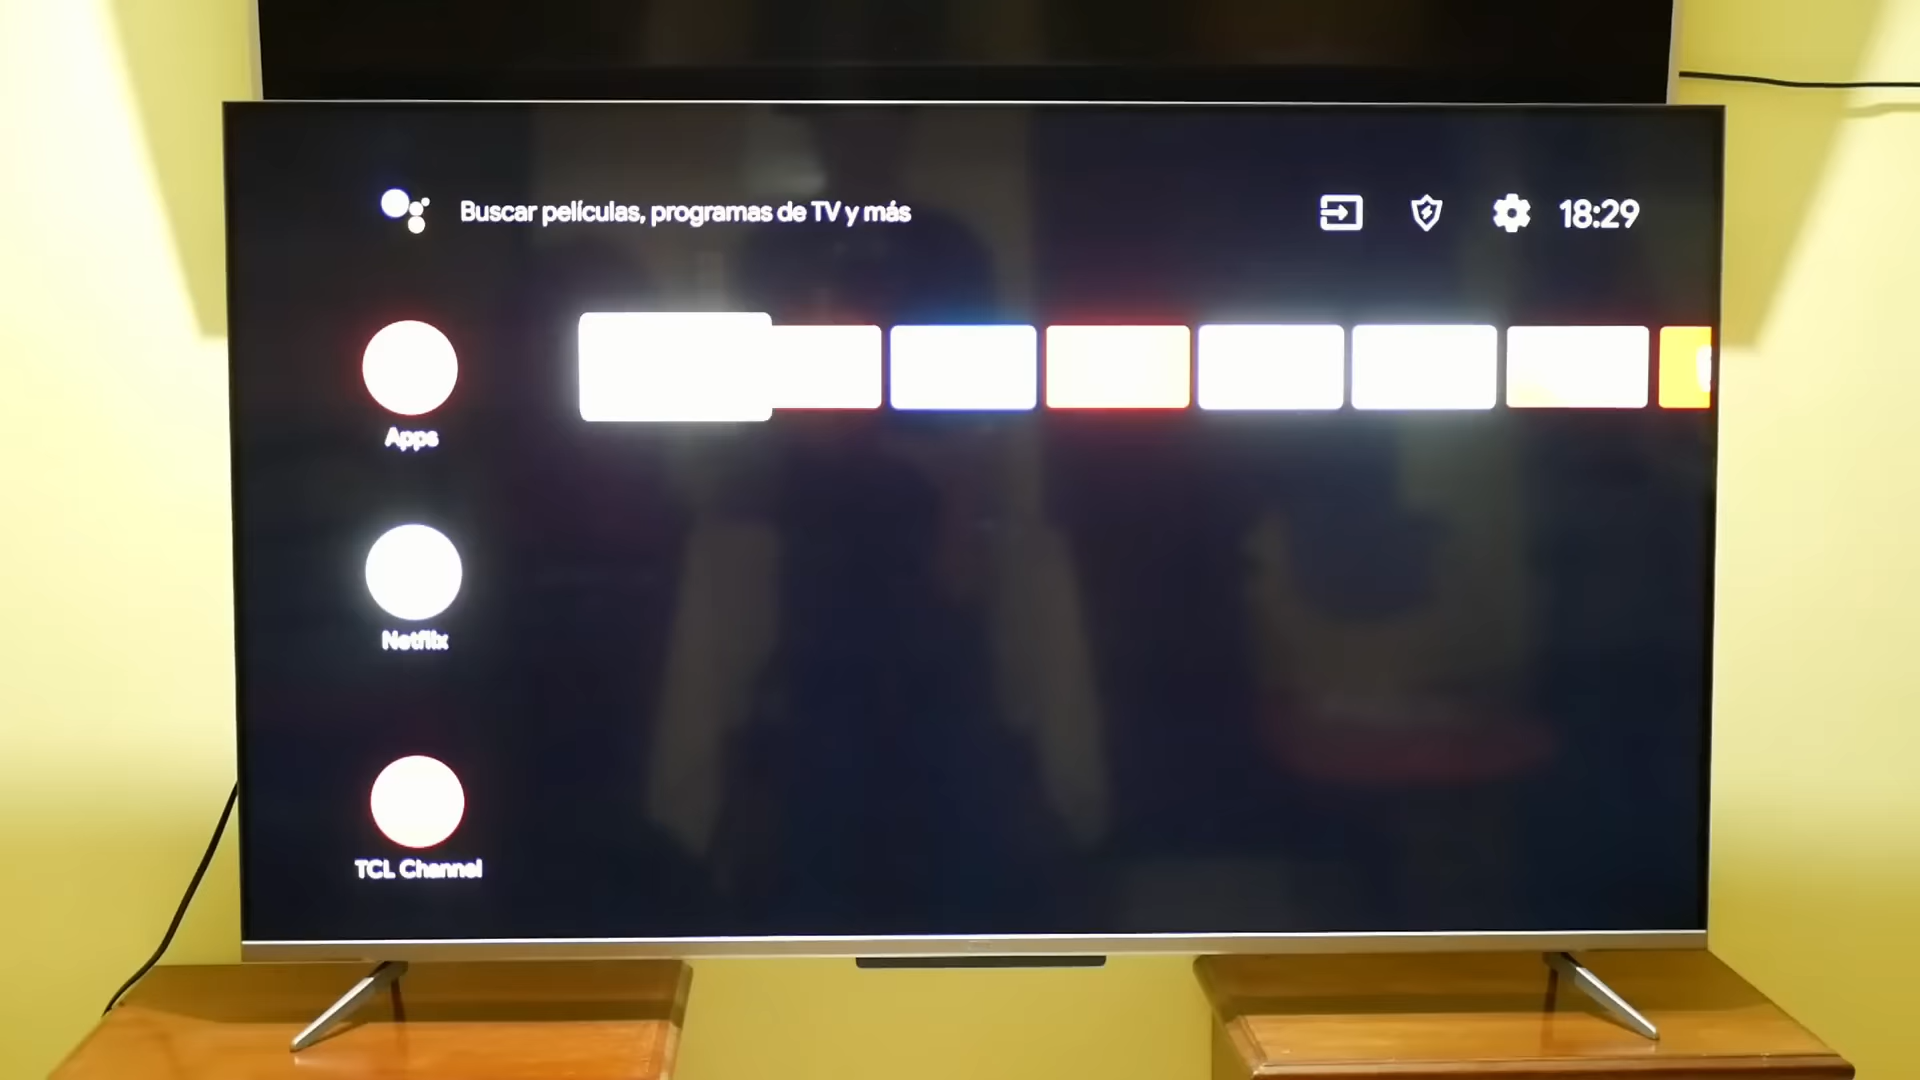 Buscar películas, programas de TV y más
18:29
Apps
Netflix
TCL Channel